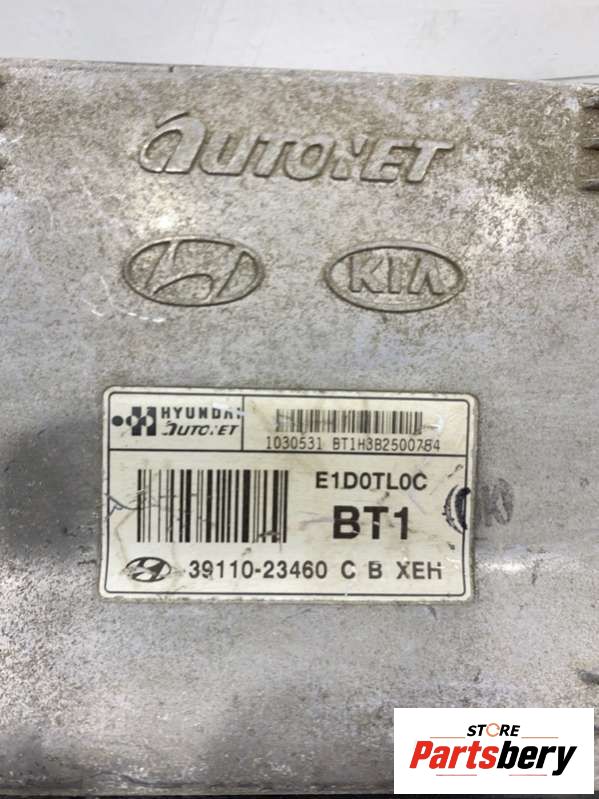 AUTONET
KIA
HYUNDAI
AUTONET
1030531 BT1H3B2500784
E1D0TL0C
BT1
39110-23460 C B XEH
STORE
Partsbery